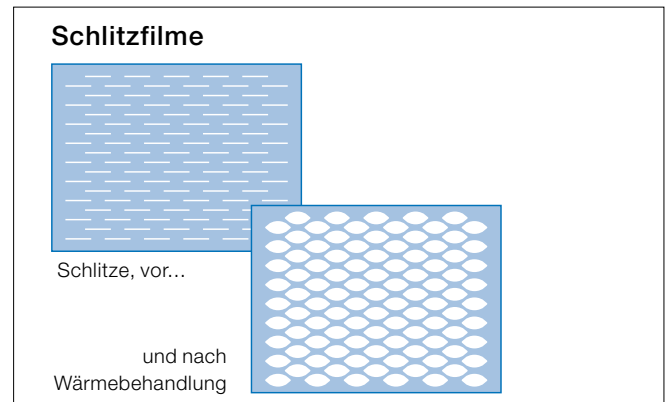 Schlitzfilme
Schlitze, vor...
und nach
Wärmebehandlung